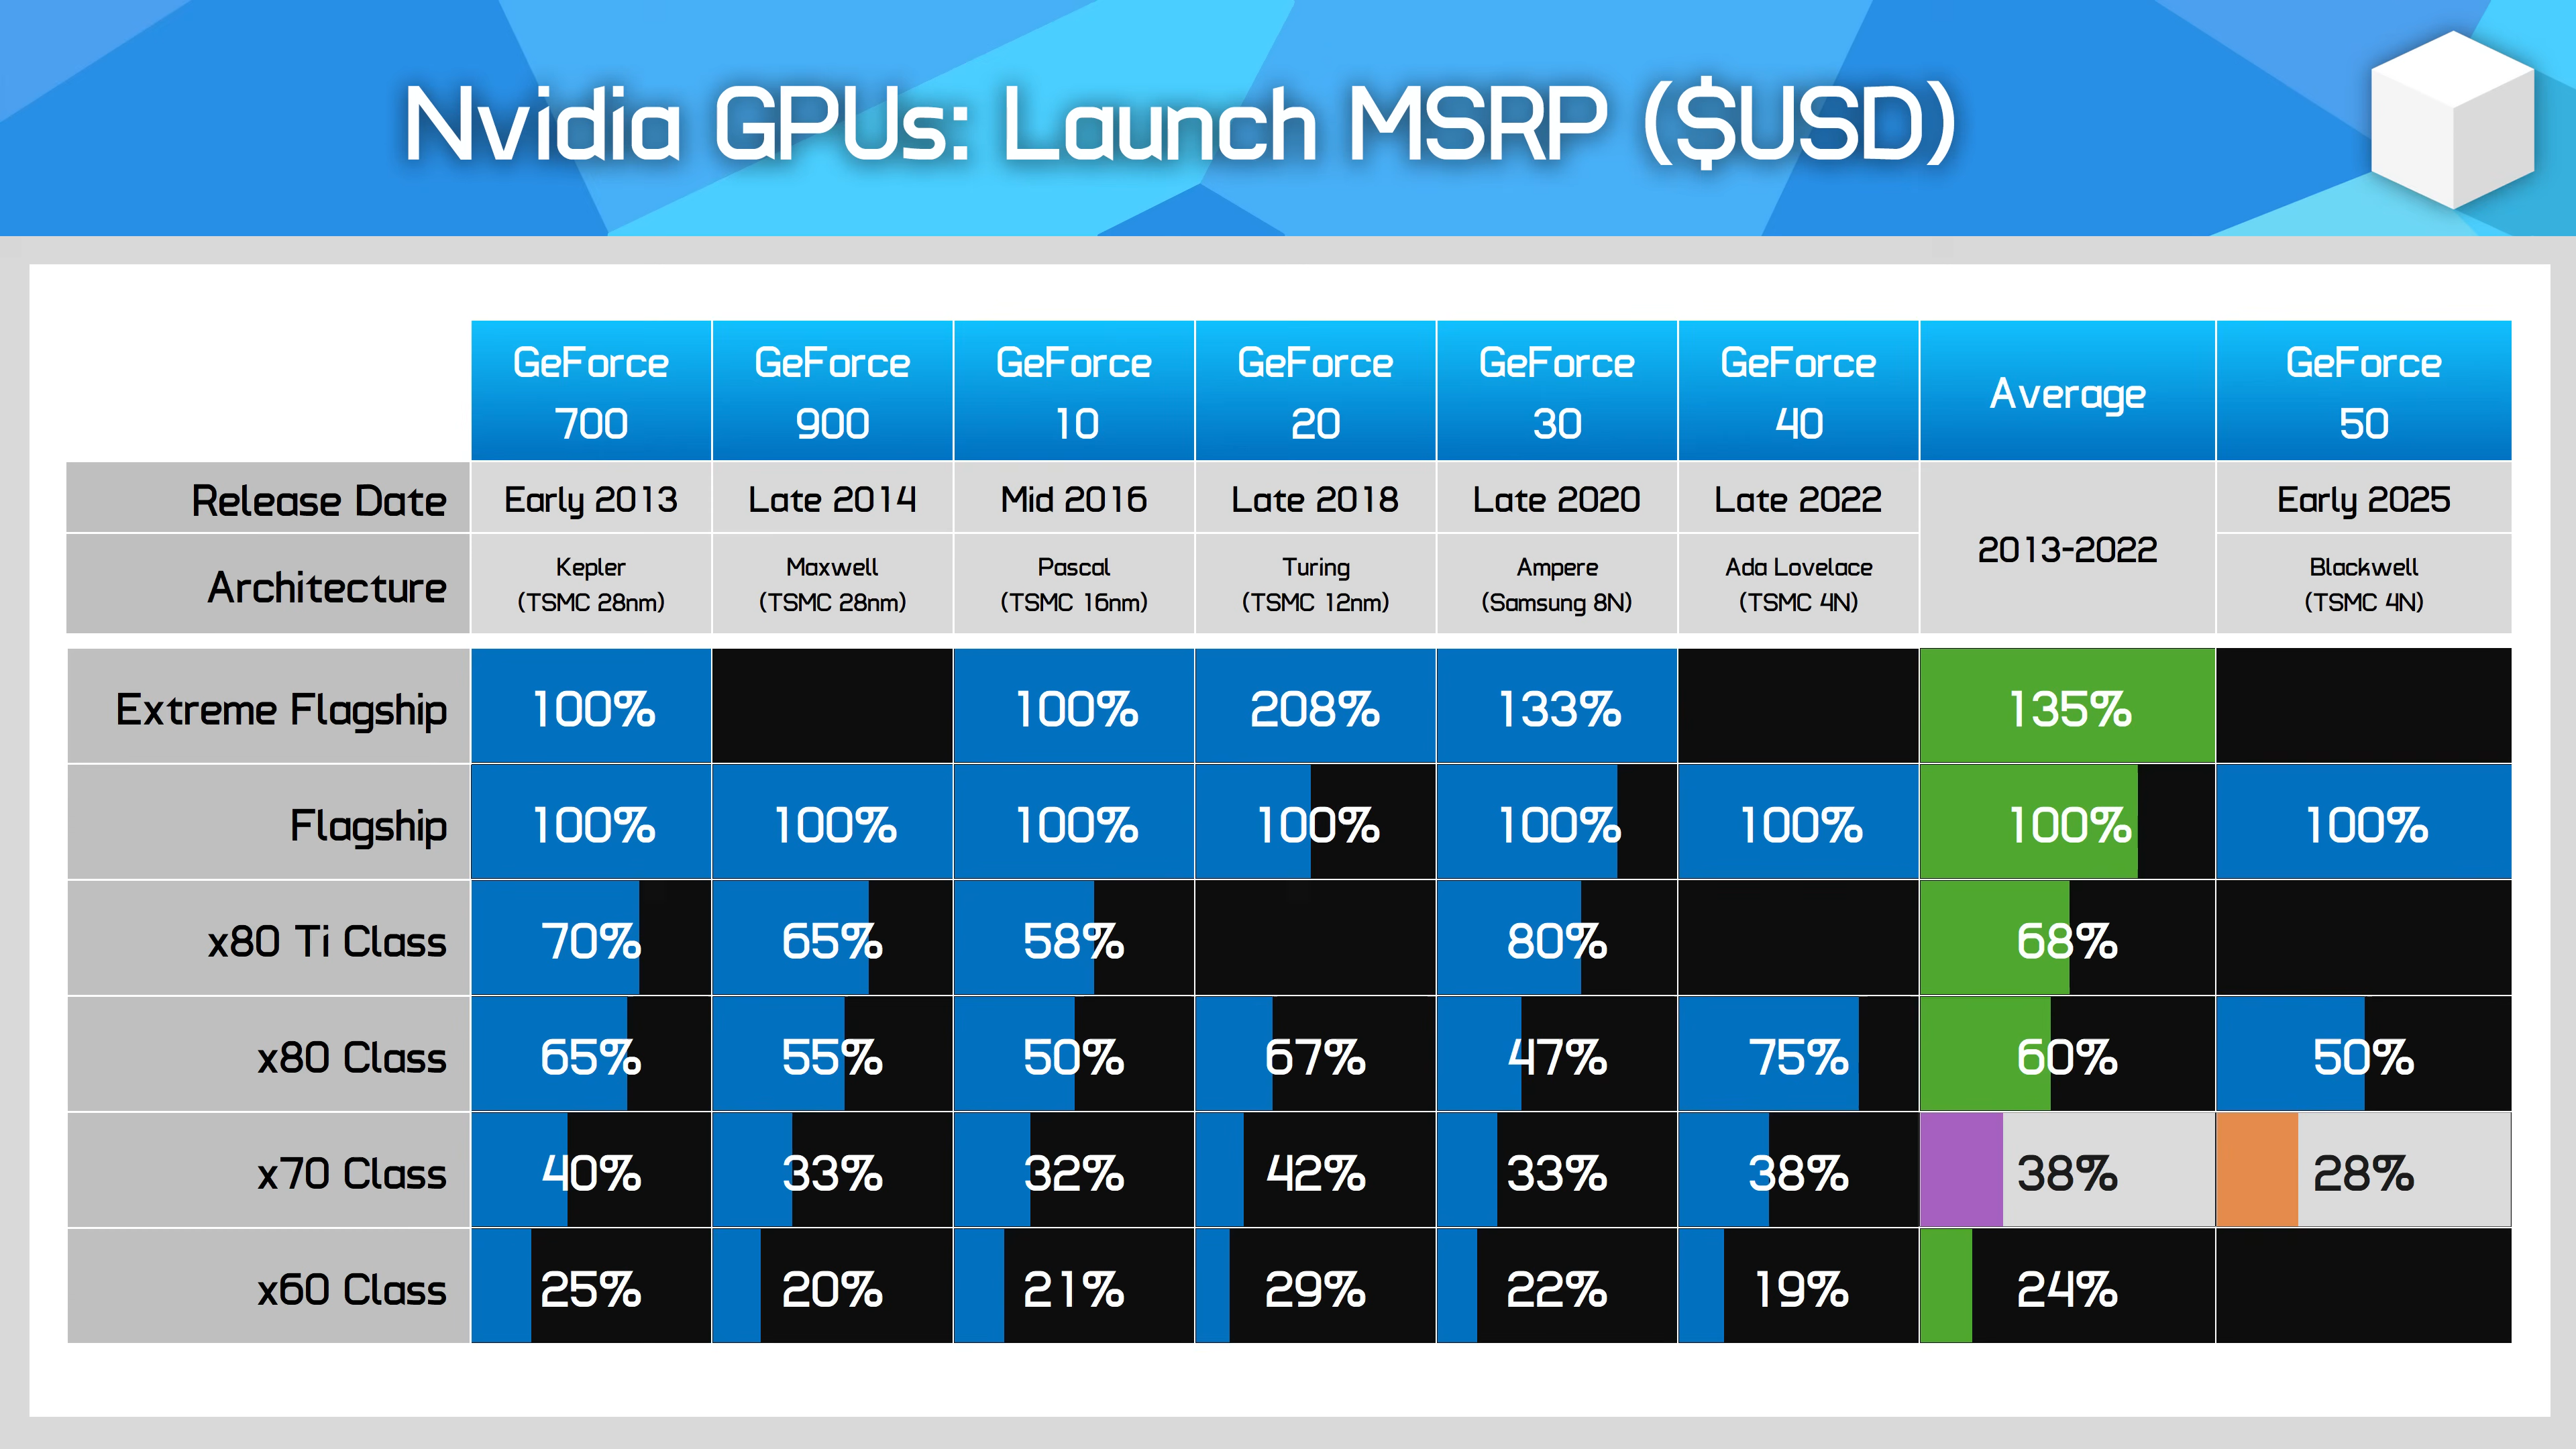 Nvidia GPUs: Launch MSRP ($USD)
GeForce 700 GeForce 900 GeForce 10 GeForce 20 GeForce 30 GeForce 40 Average GeForce 50
Release Date Early 2013 Late 2014 Mid 2016 Late 2018 Late 2020 Late 2022 2013-2022 Early 2025
Architecture Kepler (TSMC 28nm) Maxwell (TSMC 28nm) Pascal (TSMC 16nm) Turing (TSMC 12nm) Ampere (Samsung 8N) Ada Lovelace (TSMC 4N) Blackwell (TSMC 4N)
Extreme Flagship 100% 100% 208% 133% 135%
Flagship 100% 100% 100% 100% 100% 100% 100% 100%
x80 Ti Class 70% 65% 58% 80% 68%
x80 Class 65% 55% 50% 67% 47% 75% 60% 50%
x70 Class 40% 33% 32% 42% 33% 38% 38% 28%
x60 Class 25% 20% 21% 29% 22% 19% 24%